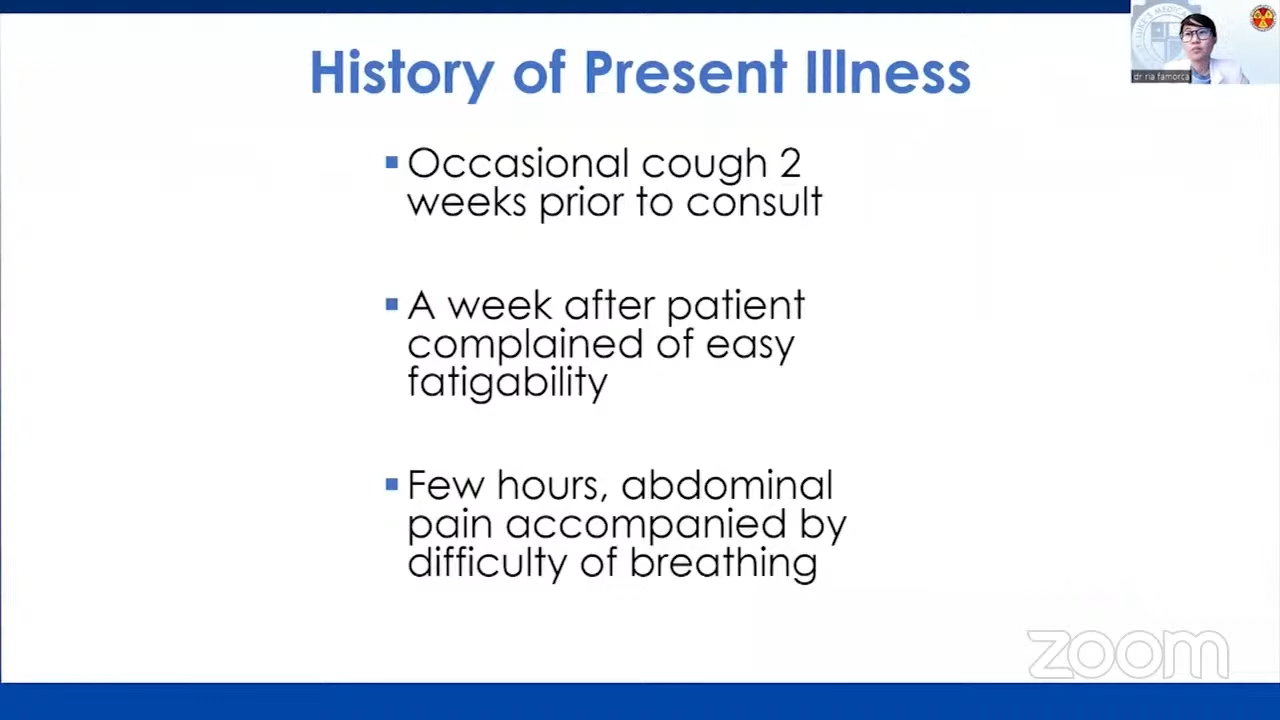 History of Present Illness
Occasional cough 2
weeks prior to consult
A week after patient
complained of easy
fatigability
Few hours, abdominal
pain accompanied by
difficulty of breathing
dr ria famorca
zoom